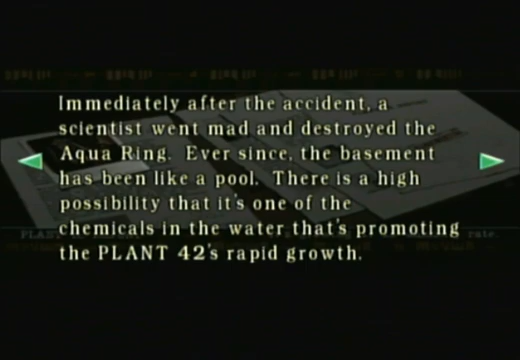 Immediately after the accident, a
scientist went mad and destroyed the
Aqua Ring. Ever since, the basement
has been like a pool. There is a high
possibility that it's one of the
chemicals in the water that's promoting
the PLANT 42's rapid growth.